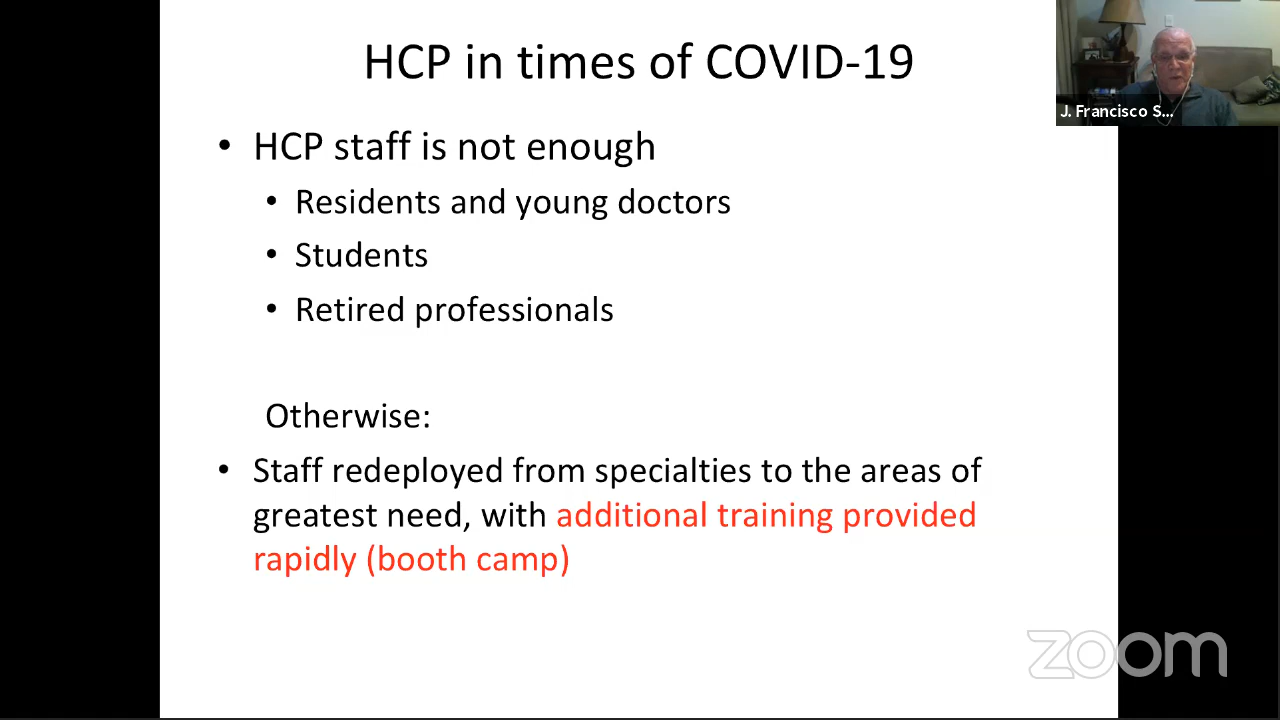 HCP in times of COVID-19
J. Francisco S...
• HCP staff is not enough
• Residents and young doctors
• Students
• Retired professionals
Otherwise:
• Staff redeployed from specialties to the areas of
greatest need, with additional training provided
rapidly (booth camp)
zoom